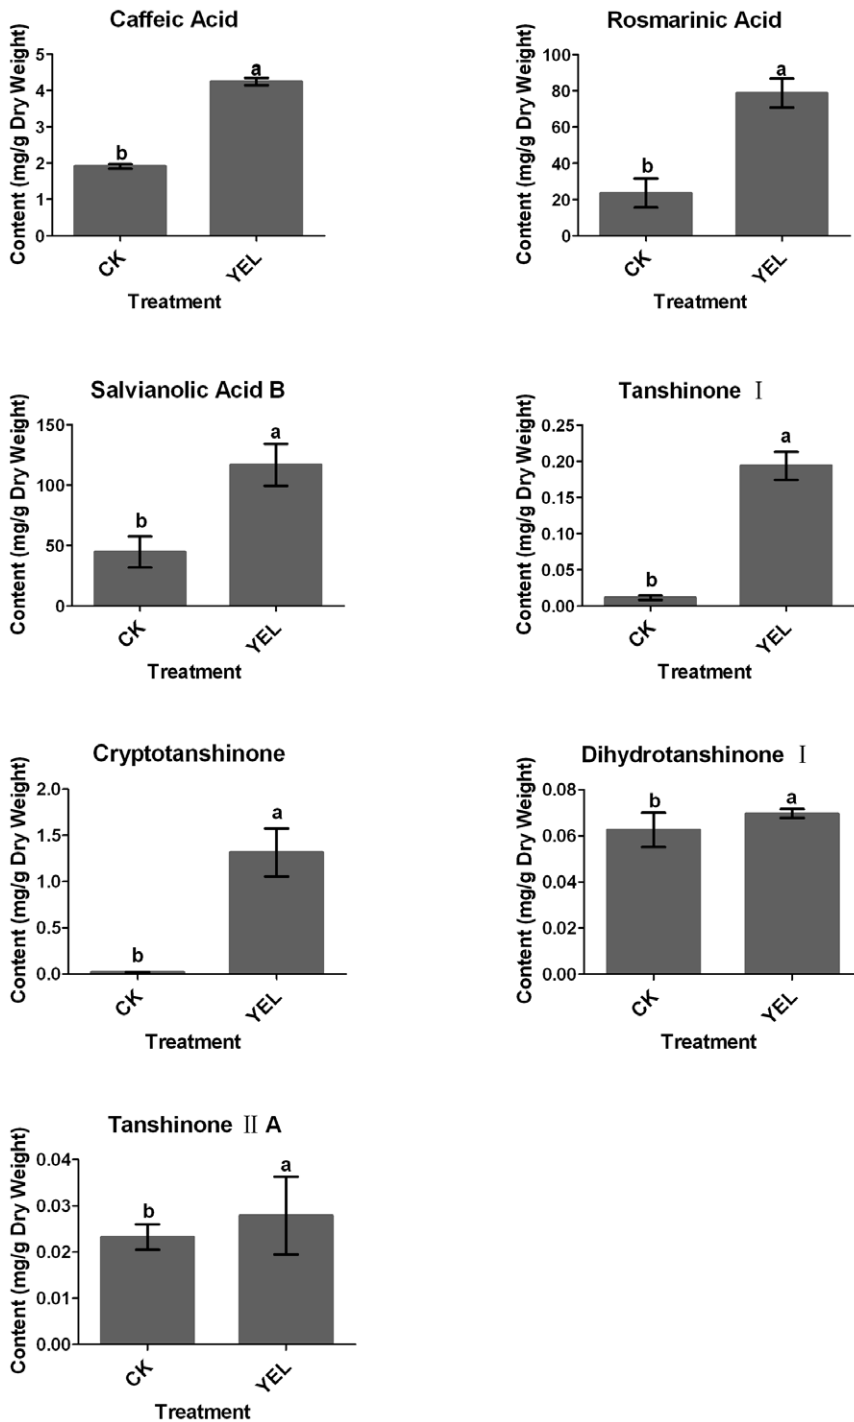 Caffeic Acid
Content (mg/g Dry Weight)
5
4
3
2
1
0
b
a
CK
YEL
Treatment
Rosmarinic Acid
Content (mg/g Dry Weight)
100
80
60
40
20
0
b
a
CK
YEL
Treatment
Salvianolic Acid B
Content (mg/g Dry Weight)
150
100
50
0
b
a
CK
YEL
Treatment
Tanshinone Ⅰ
Content (mg/g Dry Weight)
0.25
0.20
0.15
0.10
0.05
0.00
b
a
CK
YEL
Treatment
Cryptotanshinone
Content (mg/g Dry Weight)
2.0
1.5
1.0
0.5
0.0
b
a
CK
YEL
Treatment
Dihydrotanshinone Ⅰ
Content (mg/g Dry Weight)
0.08
0.06
0.04
0.02
0.00
b
a
CK
YEL
Treatment
Tanshinone Ⅱ A
Content (mg/g Dry Weight)
0.04
0.03
0.02
0.01
0.00
b
a
CK
YEL
Treatment